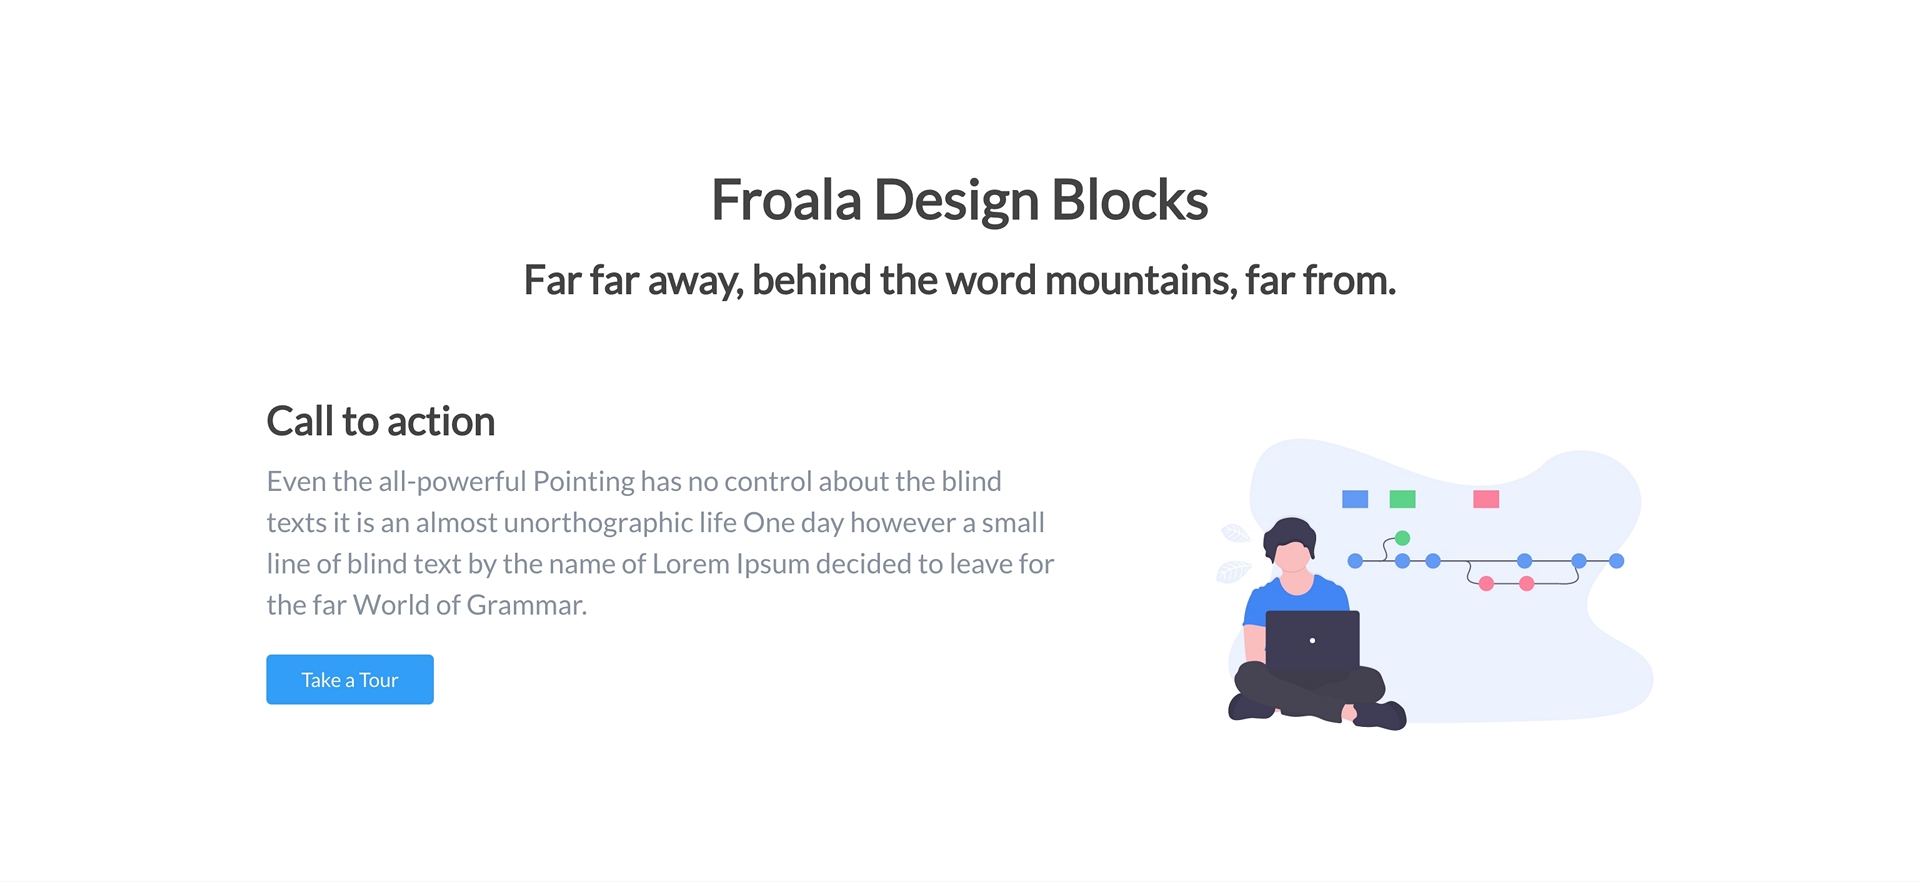 Froala Design Blocks
Far far away, behind the word mountains, far from.
Call to action
Even the all-powerful Pointing has no control about the blind
texts it is an almost unorthographic life One day however a small
line of blind text by the name of Lorem Ipsum decided to leave for
the far World of Grammar.
Take a Tour